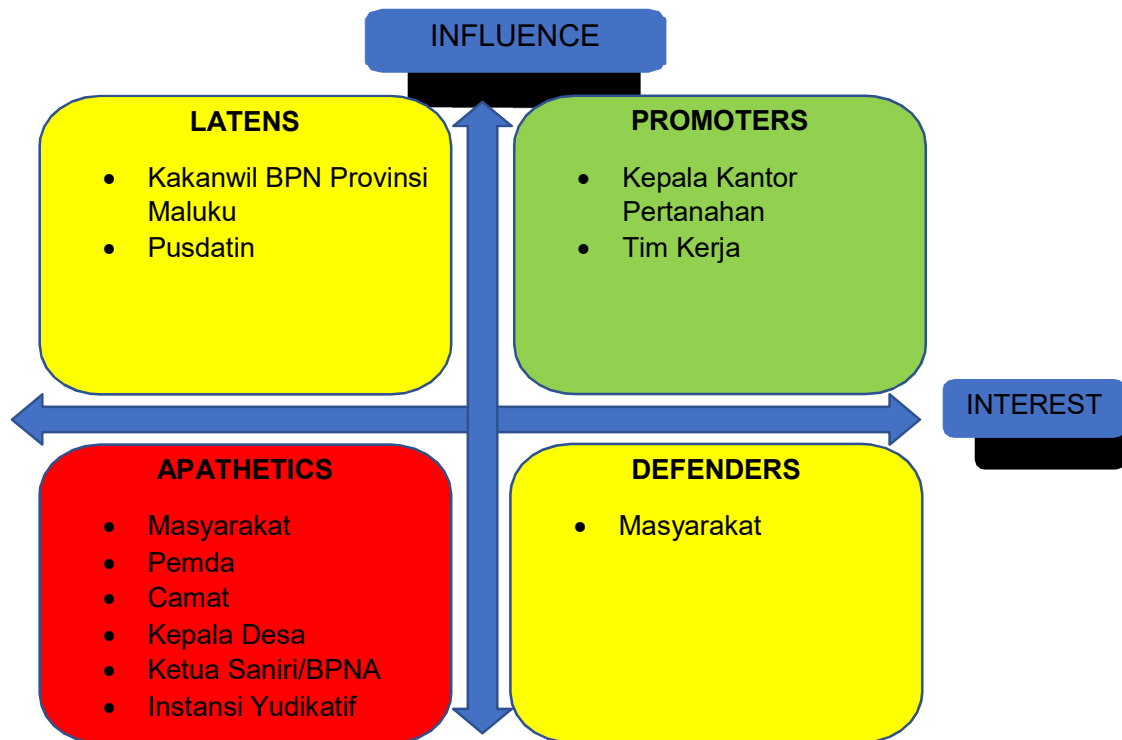 INFLUENCE
LATENS
• Kakanwil BPN Provinsi
Maluku
• Pusdatin
PROMOTERS
• Kepala Kantor
Pertanahan
• Tim Kerja
INTEREST
APATHETICS
• Masyarakat
• Pemda
• Camat
• Kepala Desa
• Ketua Saniri/BPNA
• Instansi Yudikatif
DEFENDERS
• Masyarakat